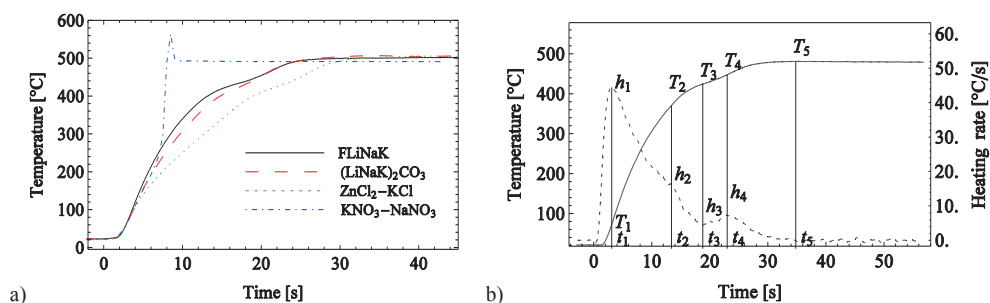 600
500
400
300
200
100
0
Temperature [°C]
FLiNaK
(LiNaK)₂CO₃
ZnCl₂–KCl
KNO₃–NaNO₃
0 10 20 30 40
Time [s]
a)
500
400
300
200
100
Temperature [°C]
h₁
h₂
h₃
h₄
T₁
T₂
T₃
T₄
T₅
t₁
t₂
t₃
t₄
t₅
60.
50.
40.
30.
20.
10.
0.
Heating rate [°C/s]
0 10 20 30 40 50
Time [s]
b)